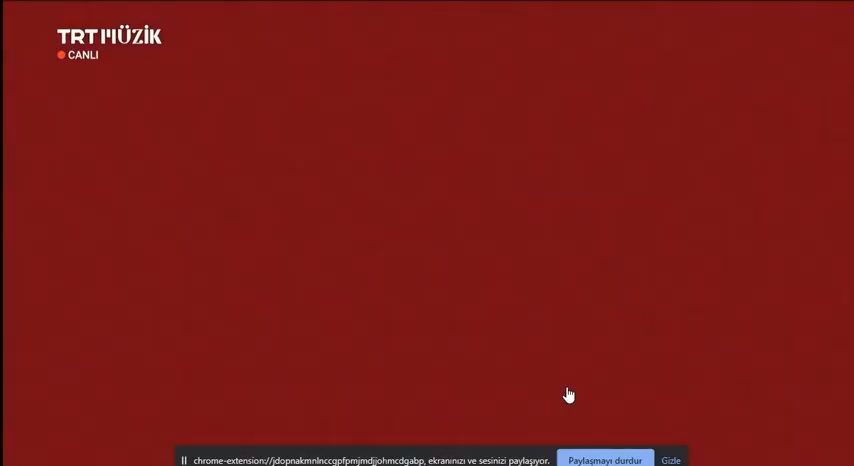 TRT MÜZİK
CANLI
chrome-extension://jdopnakmnlnccgpfpmjmdjjohmcdgabp, ekranınızı ve sesinizi paylaşıyor. Paylaşmayı durdur Gizle